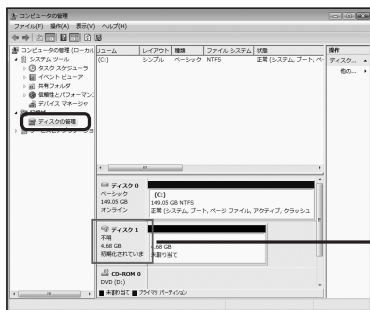 コンピュータの管理
ファイル(F) 操作(A) 表示(V) ヘルプ(H)
コンピュータの管理 (ローカル
システム ツール
タスク スケジューラ
イベント ビューア
共有フォルダ
信頼性とパフォーマン
デバイス マネージャ
ディスクの管理
リューム レイアウト 種類 ファイル システム 状態
(C:) シンプル ベーシック NTFS 正常 (システム, ブート, ペー
操作
ディスク...
他の...
ディスク 0
ベーシック
149.05 GB
オンライン
(C:)
149.05 GB NTFS
正常 (システム, ブート, ページ ファイル, アクティブ, クラッシュ
ディスク 1
不明
4.68 GB
初期化されていま
4.68 GB
未割り当て
CD-ROM 0
DVD (D:)
未割り当て プライマリ パーティション